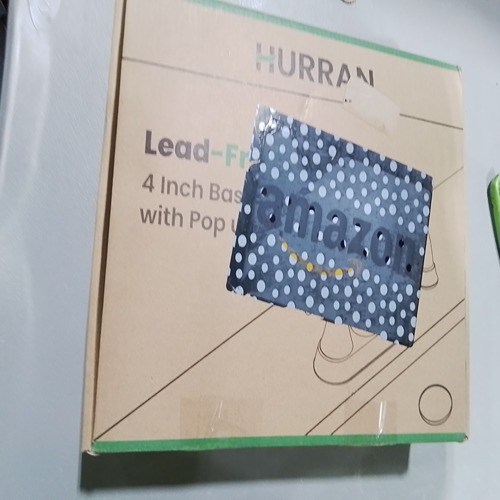 HURRAN
Lead-Fr
4 Inch Bas
with Pop u
amazon